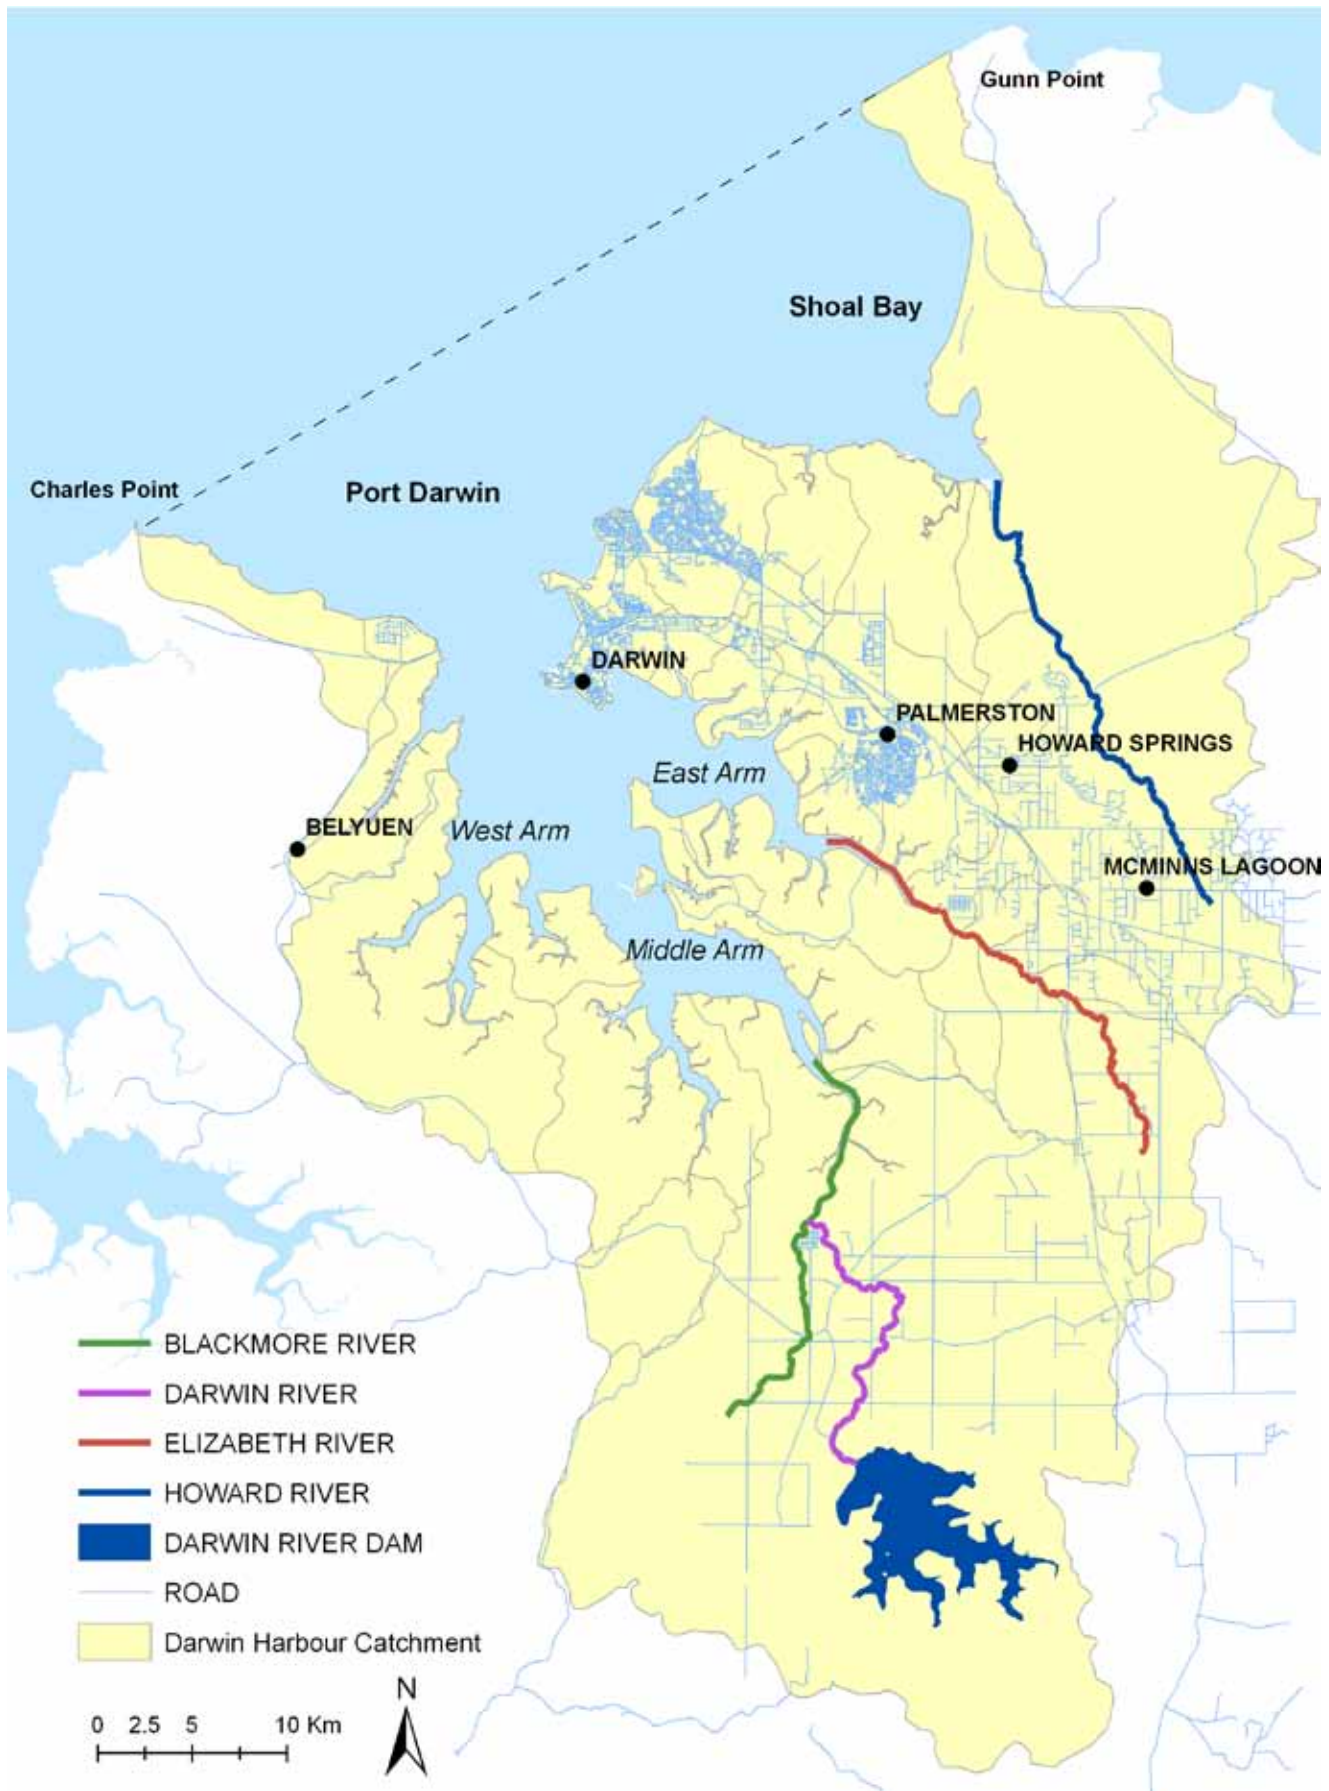 Gunn Point
Shoal Bay
Charles Point
Port Darwin
DARWIN
PALMERSTON
HOWARD SPRINGS
East Arm
BELYUEN
West Arm
MCMINNS LAGOON
Middle Arm
BLACKMORE RIVER
DARWIN RIVER
ELIZABETH RIVER
HOWARD RIVER
DARWIN RIVER DAM
ROAD
Darwin Harbour Catchment
N
0 2.5 5 10 Km